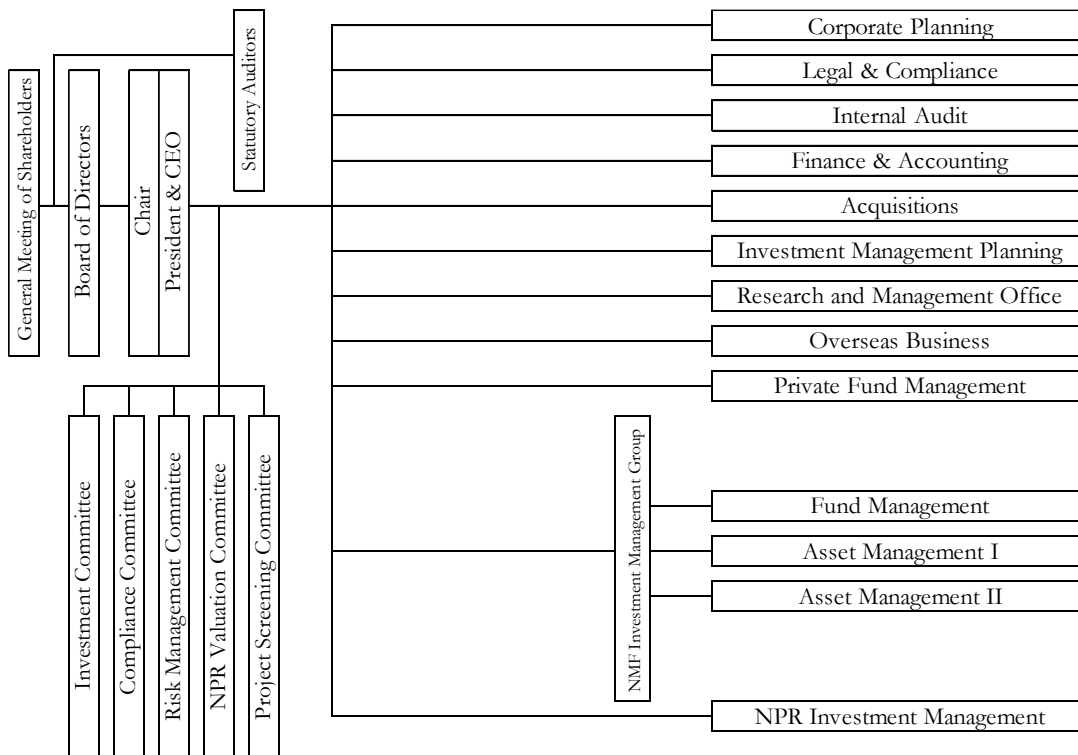 General Meeting of Shareholders
Board of Directors
Chair
President & CEO
Statutory Auditors
Investment Committee
Compliance Committee
Risk Management Committee
NPR Valuation Committee
Project Screening Committee
Corporate Planning
Legal & Compliance
Internal Audit
Finance & Accounting
Acquisitions
Investment Management Planning
Research and Management Office
Overseas Business
Private Fund Management
NMF Investment Management Group
Fund Management
Asset Management I
Asset Management II
NPR Investment Management